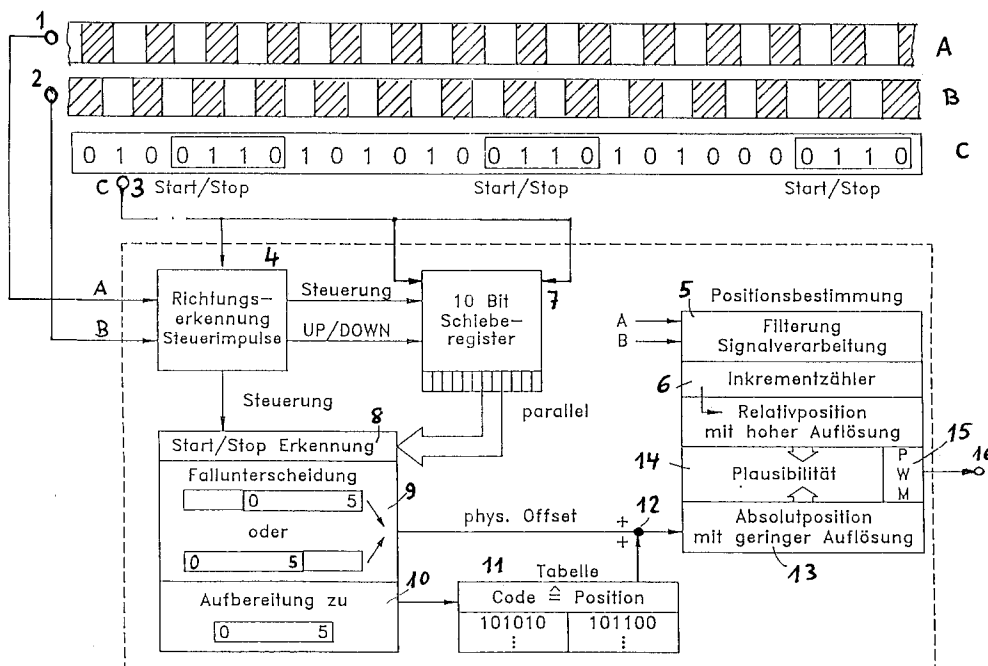 1
A
2
B
0 1 0 0 1 1 0 1 0 1 0 1 0 0 1 1 0 1 0 1 0 0 0 0 1 1 0
C
C 3 Start/Stop Start/Stop Start/Stop
4
A
B
Richtungs-
erkennung
Steuerimpulse
Steuerung
UP/DOWN
10 Bit
Schiebe-
register
7
parallel
Steuerung
8
Start/Stop Erkennung
Fallunterscheidung
0 5
9
oder
0 5
10
Aufbereitung zu
0 5
phys. Offset
+
+
12
11
Tabelle
Code ≙ Position
101010 101100
⋮ ⋮
Positionsbestimmung
5
A
B
Filterung
Signalverarbeitung
6
Inkrementzähler
Relativposition
mit hoher Auflösung
14
Plausibilität
P
W
M
15
16
Absolutposition
mit geringer Auflösung
13